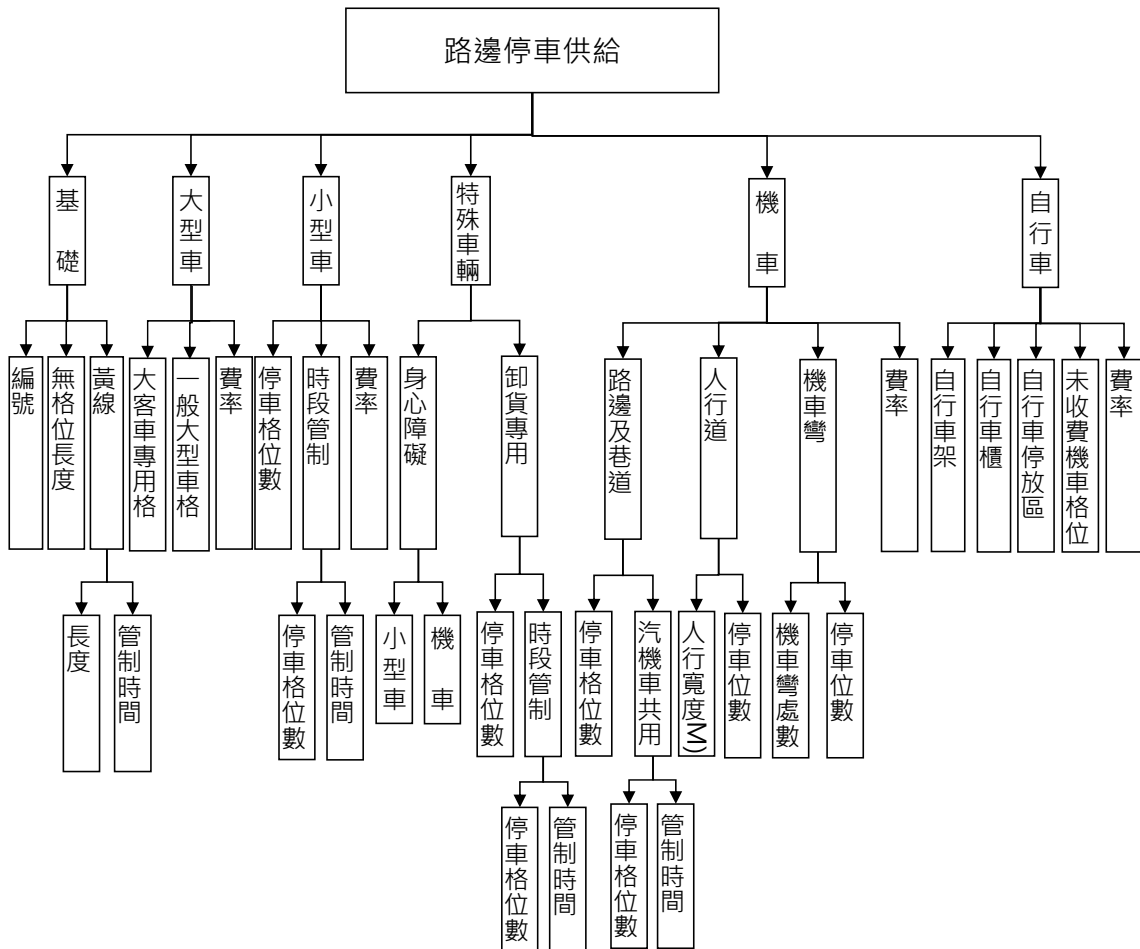 路邊停車供給
基礎
大型車
小型車
特殊車輛
機車
自行車
編號
無格位長度
黃線
大客車專用格
一般大型車格
費率
停車格位數
時段管制
費率
身心障礙
卸貨專用
路邊及巷道
人行道
機車彎
費率
自行車架
自行車櫃
自行車停放區
未收費機車格位
費率
長度
管制時間
停車格位數
管制時間
小型車
機車
停車格位數
時段管制
停車格位數
汽機車共用
人行寬度M)
停車位數
機車彎處數
停車位數
停車格位數
管制時間
停車格位數
管制時間